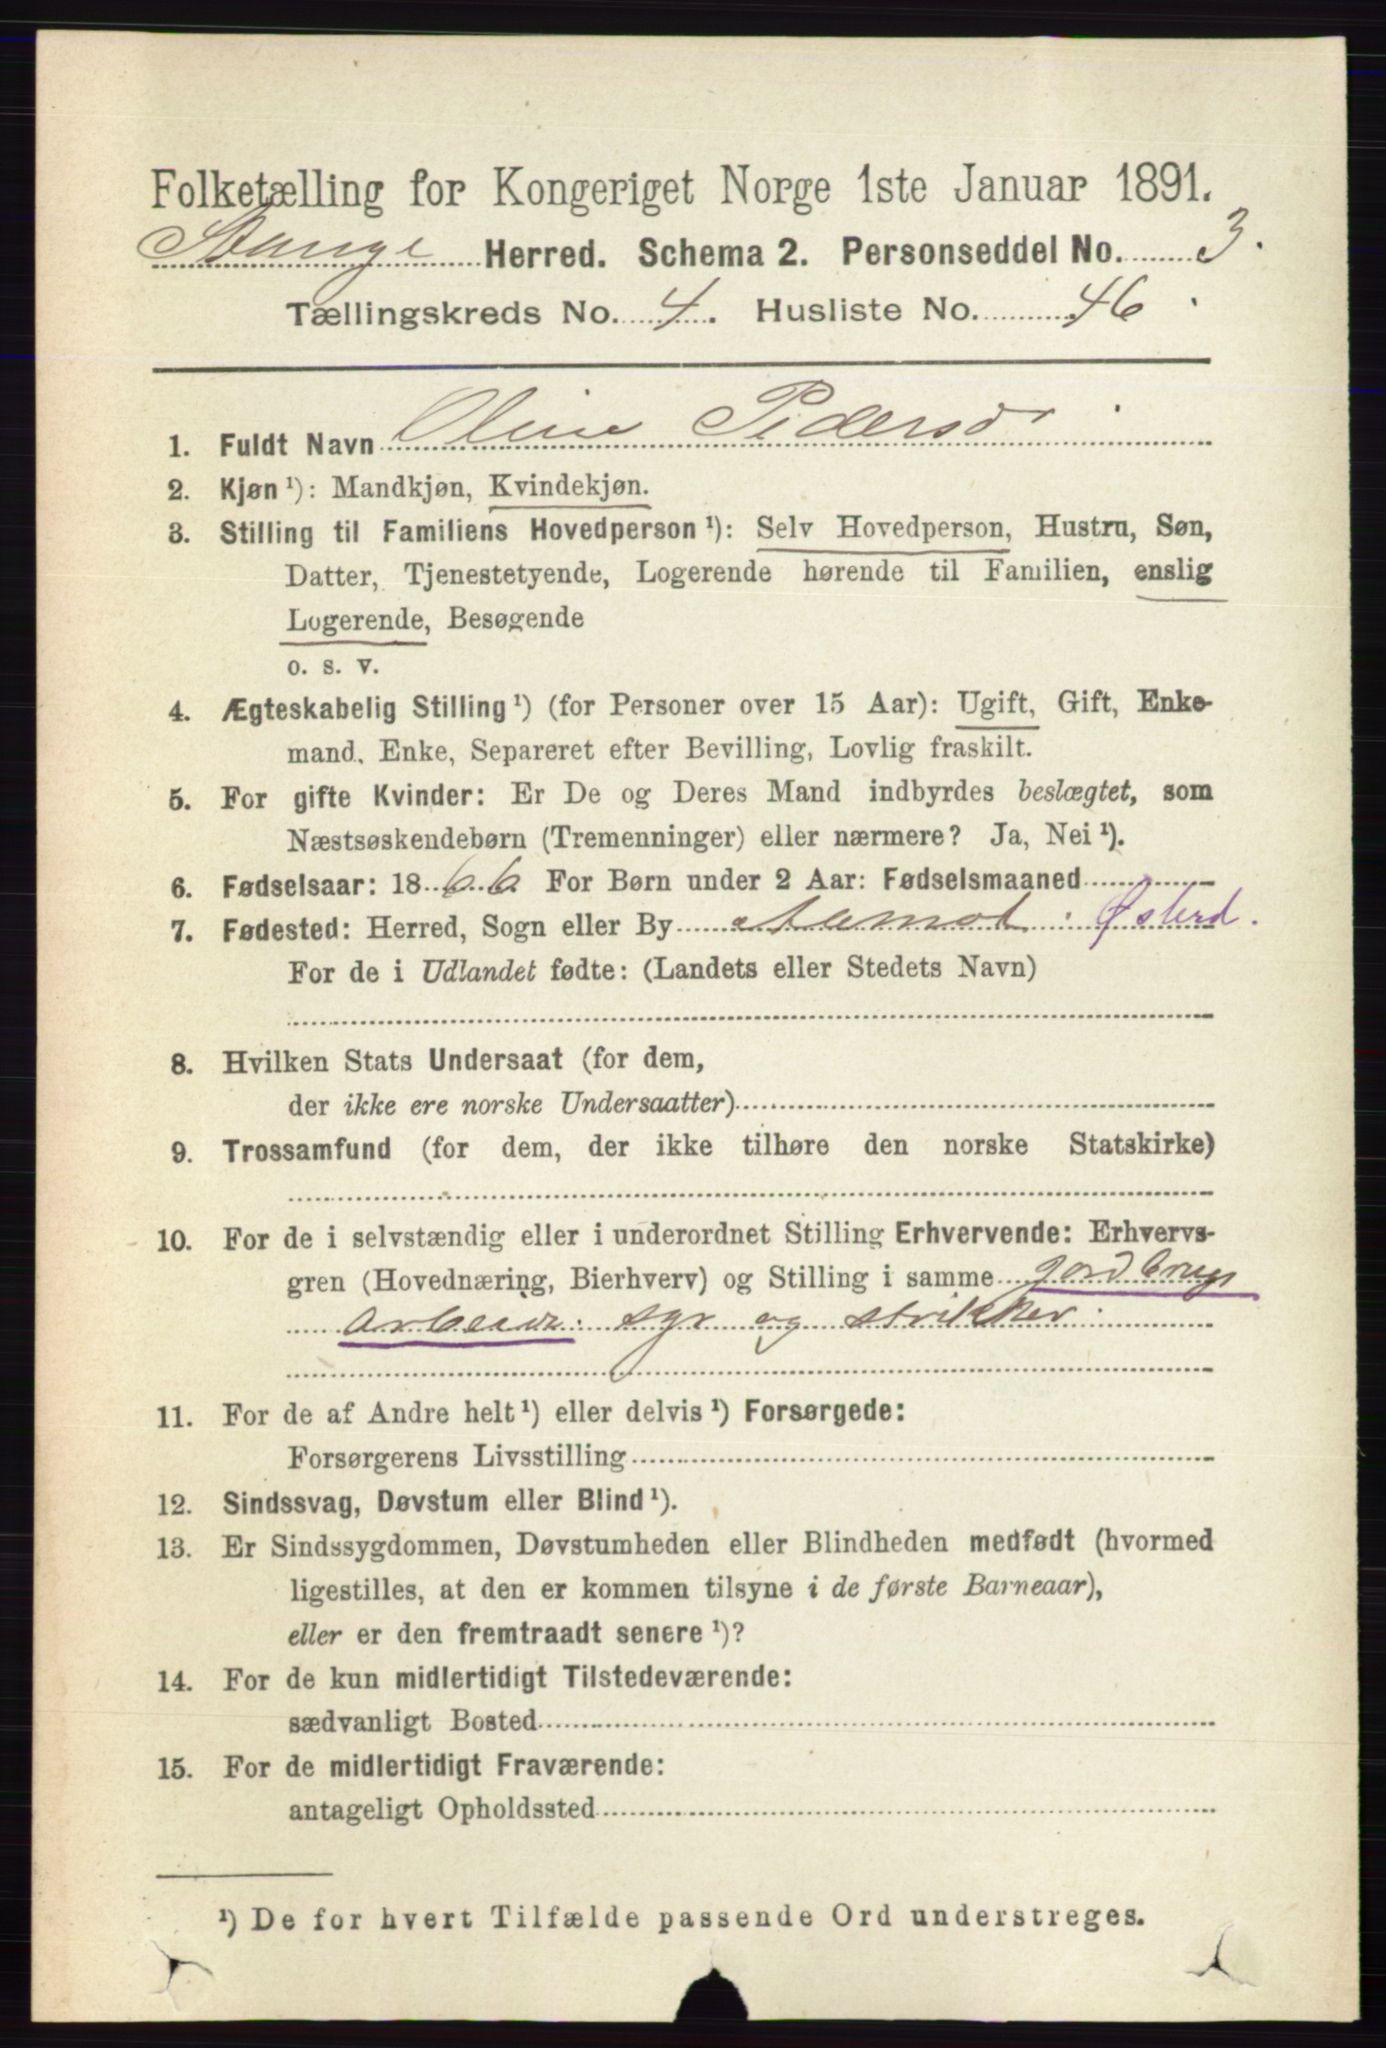 Folketælling for Kongeriget Norge 1ste Januar 1891.
Stange Herred. Schema 2. Personseddel No. 3.
Tællingskreds No. 4. Husliste No. 46.
1. Fuldt Navn Oline Pedersd
2. Kjøn ¹): Mandkjøn, Kvindekjøn.
3. Stilling til Familiens Hovedperson ¹): Selv Hovedperson, Hustru, Søn,
Datter, Tjenestetyende, Logerende hørende til Familien, enslig
Logerende, Besøgende
o. s. v.
4. Ægteskabelig Stilling ¹) (for Personer over 15 Aar): Ugift, Gift, Enke-
mand, Enke, Separeret efter Bevilling, Lovlig fraskilt.
5. For gifte Kvinder: Er De og Deres Mand indbyrdes beslægtet, som
Næstsøskendebørn (Tremenninger) eller nærmere? Ja, Nei ¹).
6. Fødselsaar: 1866 For Børn under 2 Aar: Fødselsmaaned
7. Fødested: Herred, Sogn eller By Aamot: Østerd.
For de i Udlandet fødte: (Landets eller Stedets Navn)
8. Hvilken Stats Undersaat (for dem,
der ikke ere norske Undersaatter)
9. Trossamfund (for dem, der ikke tilhøre den norske Statskirke)
10. For de i selvstændig eller i underordnet Stilling Erhvervende: Erhvervs-
gren (Hovednæring, Bierhverv) og Stilling i samme jordbrugs
arbeide: syr og strikker.
11. For de af Andre helt ¹) eller delvis ¹) Forsørgede:
Forsørgerens Livsstilling
12. Sindssvag, Døvstum eller Blind ¹).
13. Er Sindssygdommen, Døvstumheden eller Blindheden medfødt (hvormed
ligestilles, at den er kommen tilsyne i de første Barneaar),
eller er den fremtraadt senere ¹)?
14. For de kun midlertidigt Tilstedeværende:
sædvanligt Bosted
15. For de midlertidigt Fraværende:
antageligt Opholdssted
¹) De for hvert Tilfælde passende Ord understreges.